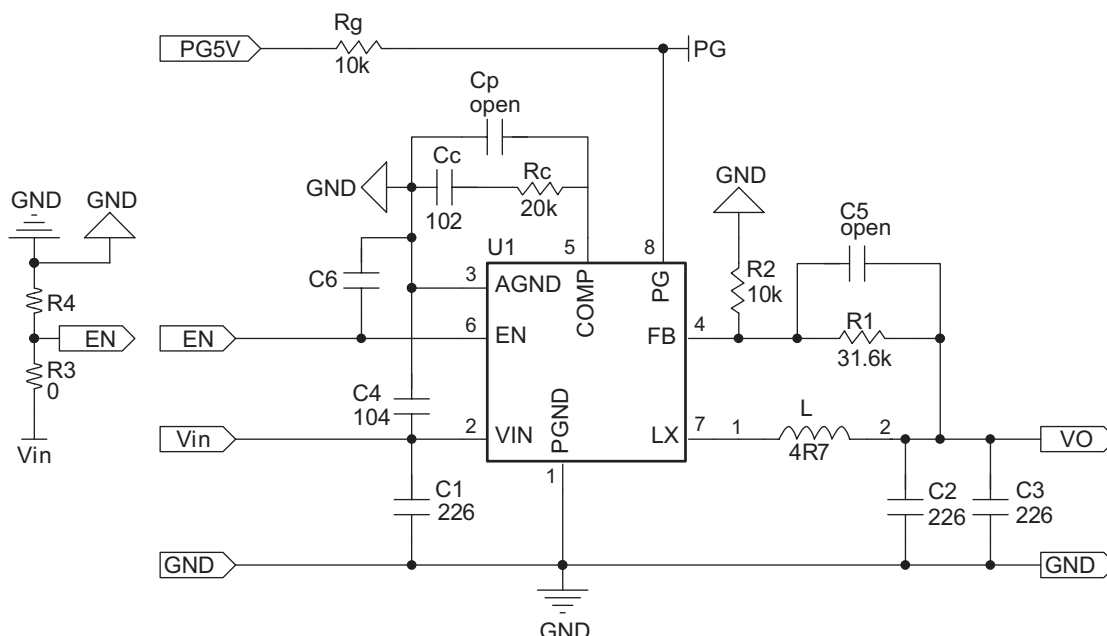 Rg
PG5V
PG
10k
Cp
open
Cc
Rc
GND
102
20k
GND
GND
GND
C5
open
U1
5
8
C6
3
AGND
COMP
PG
R2
10k
R4
EN
EN
6
EN
FB
4
R1
31.6k
R3
0
C4
104
L
Vin
Vin
2
VIN
PGND
LX
7
1
2
VO
4R7
1
C1
226
C2
226
C3
226
GND
GND
GND